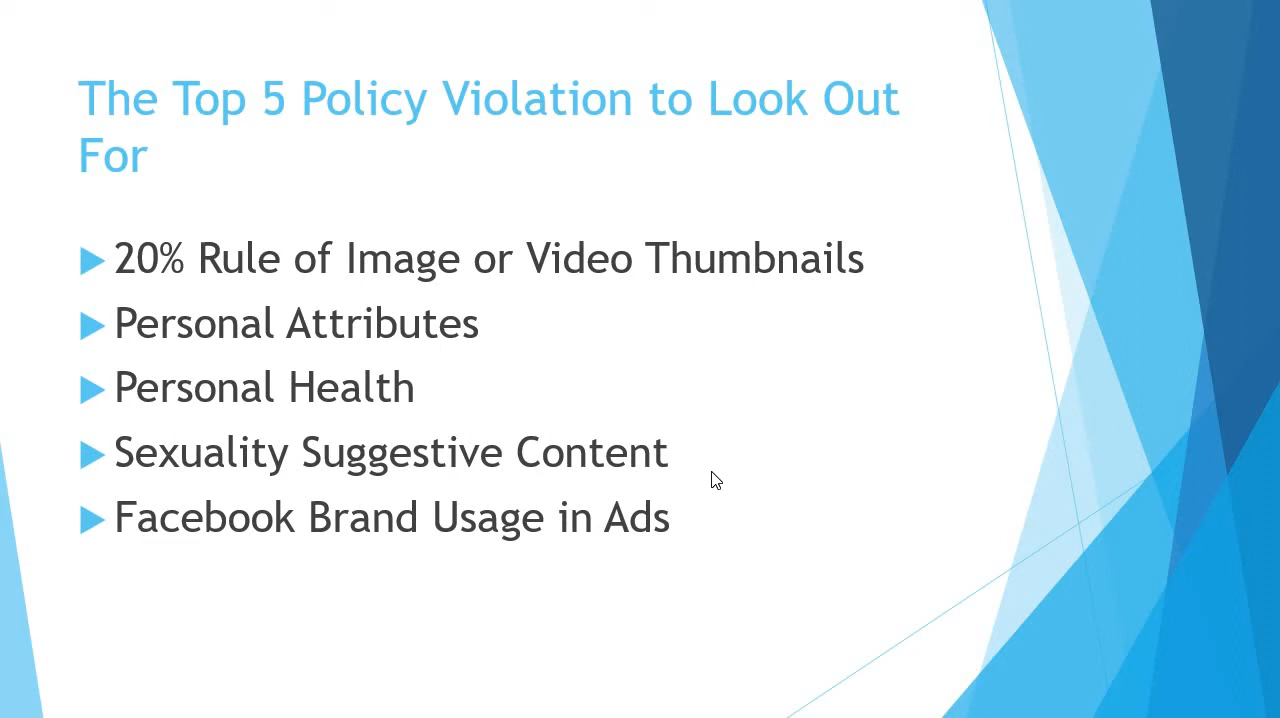 The Top 5 Policy Violation to Look Out
For
20% Rule of Image or Video Thumbnails
Personal Attributes
Personal Health
Sexuality Suggestive Content
Facebook Brand Usage in Ads